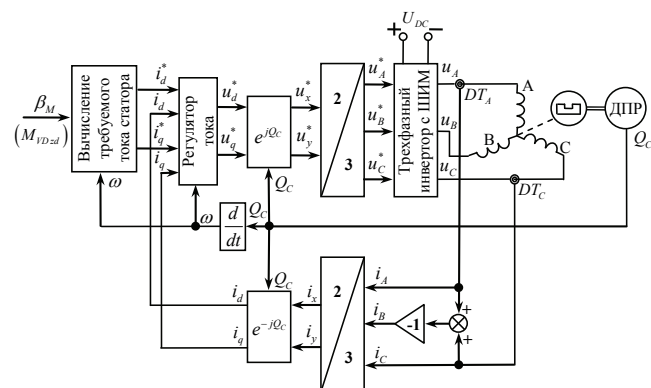 + U_DC −
Вычисление требуемого тока статора
β_M
(M_VDzd)
i_d^*
i_d
i_q^*
i_q
ω
Регулятор тока
u_d^*
u_q^*
e^{jQ_C}
u_x^*
u_y^*
2
3
u_A^*
u_B^*
u_C^*
Трехфазный инвертор с ШИМ
u_A
u_B
u_C
DT_A
DT_C
A
B
C
ДПР
Q_C
ω
d/dt
Q_C
Q_C
Q_C
i_d
i_q
e^{-jQ_C}
i_x
i_y
2
3
i_A
i_B
i_C
-1
+
+